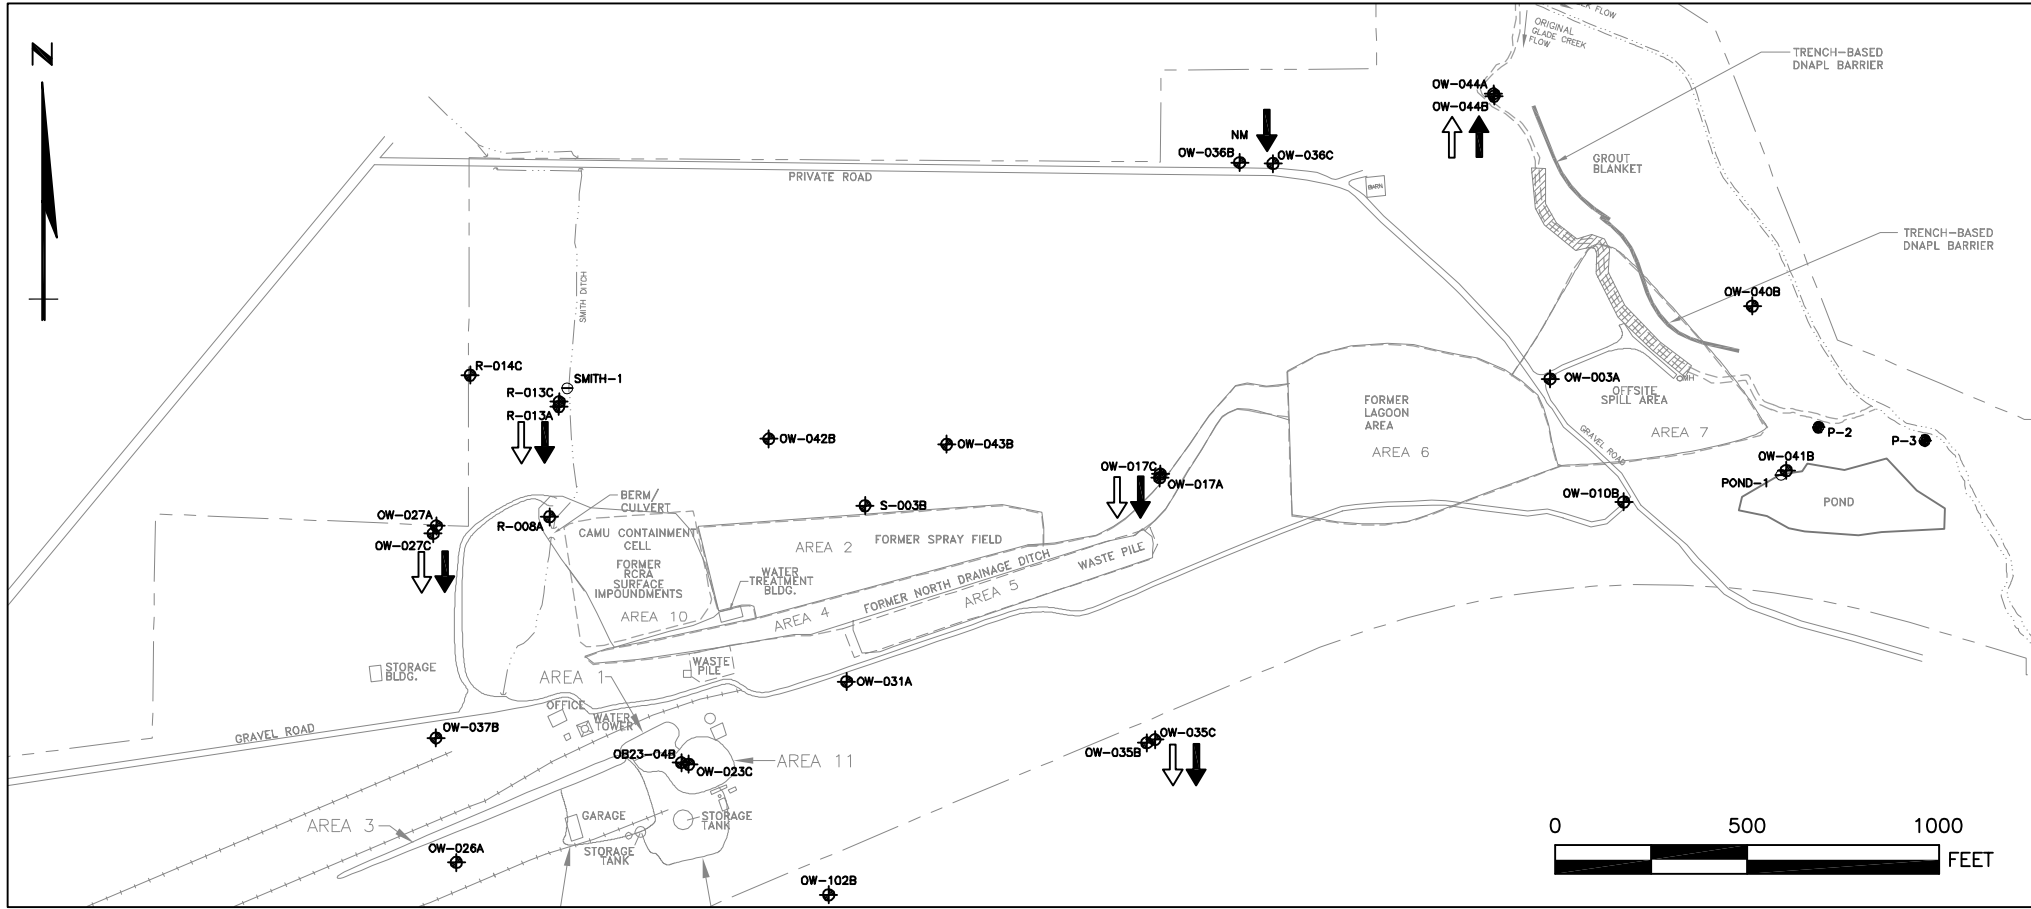 N
EK FLOW
ORIGINAL
GLADE CREEK
FLOW
TRENCH-BASED
DNAPL BARRIER
OW-044A
OW-044B
NM
OW-036B
OW-036C
PRIVATE ROAD
BARN
GROUT
BLANKET
TRENCH-BASED
DNAPL BARRIER
SMITH DITCH
OW-040B
R-014C
SMITH-1
R-013C
R-013A
OW-003A
MH
OFFSITE
SPILL AREA
AREA 7
FORMER
LAGOON
AREA
AREA 6
GRAVEL ROAD
P-2
P-3
OW-042B
OW-043B
OW-017C
OW-017A
OW-041B
POND-1
POND
OW-010B
BERM/
CULVERT
S-003B
OW-027A
R-008A
OW-027C
CAMU CONTAINMENT
CELL
FORMER
RCRA
SURFACE
IMPOUNDMENTS
AREA 10
AREA 2
FORMER SPRAY FIELD
WATER
TREATMENT
BLDG.
FORMER NORTH DRAINAGE DITCH
WASTE PILE
AREA 5
AREA 4
STORAGE
BLDG.
WASTE
PILE
AREA 1
OW-031A
OFFICE
WATER
TOWER
GRAVEL ROAD
OW-037B
OB23-04B
OW-023C
AREA 11
OW-035C
OW-035B
AREA 3
GARAGE
STORAGE
TANK
STORAGE
TANK
OW-026A
OW-102B
0 500 1000
FEET